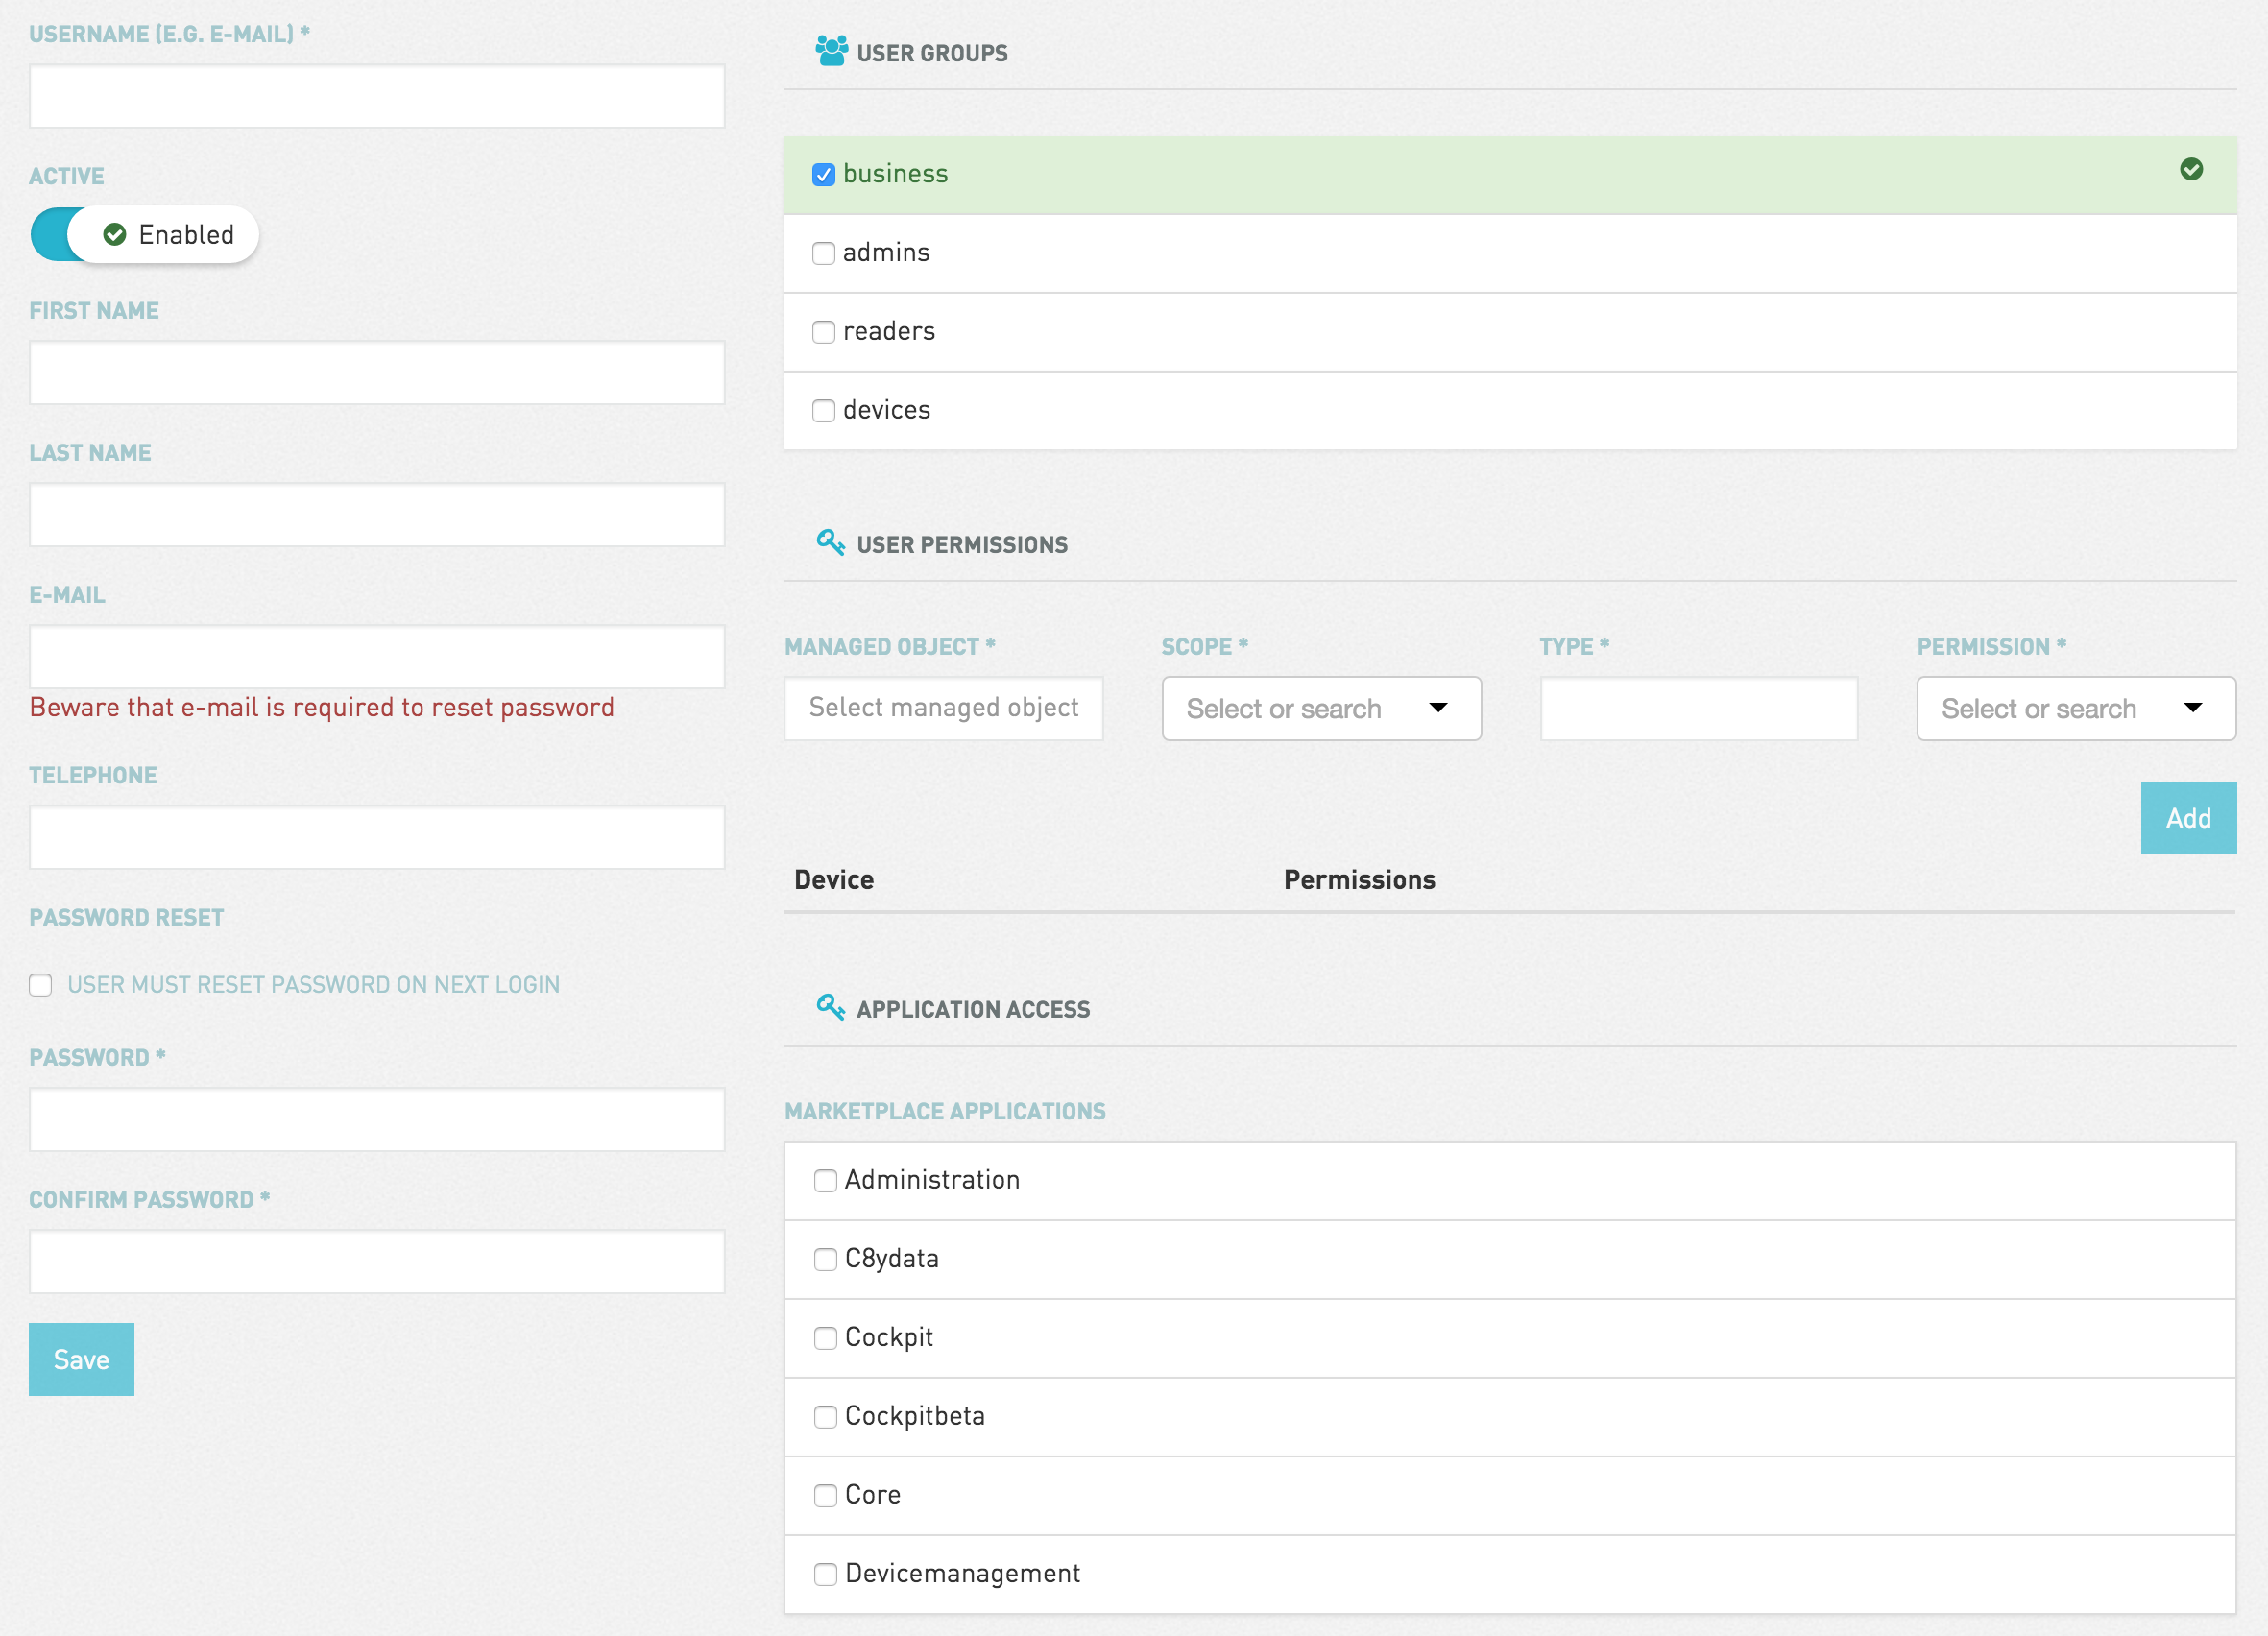 USERNAME (E.G. E-MAIL) *
ACTIVE
Enabled
FIRST NAME
LAST NAME
E-MAIL
Beware that e-mail is required to reset password
TELEPHONE
PASSWORD RESET
USER MUST RESET PASSWORD ON NEXT LOGIN
PASSWORD *
CONFIRM PASSWORD *
Save
USER GROUPS
business
admins
readers
devices
USER PERMISSIONS
MANAGED OBJECT * SCOPE * TYPE * PERMISSION *
Select managed object Select or search Select or search
Add
Device Permissions
APPLICATION ACCESS
MARKETPLACE APPLICATIONS
Administration
C8ydata
Cockpit
Cockpitbeta
Core
Devicemanagement